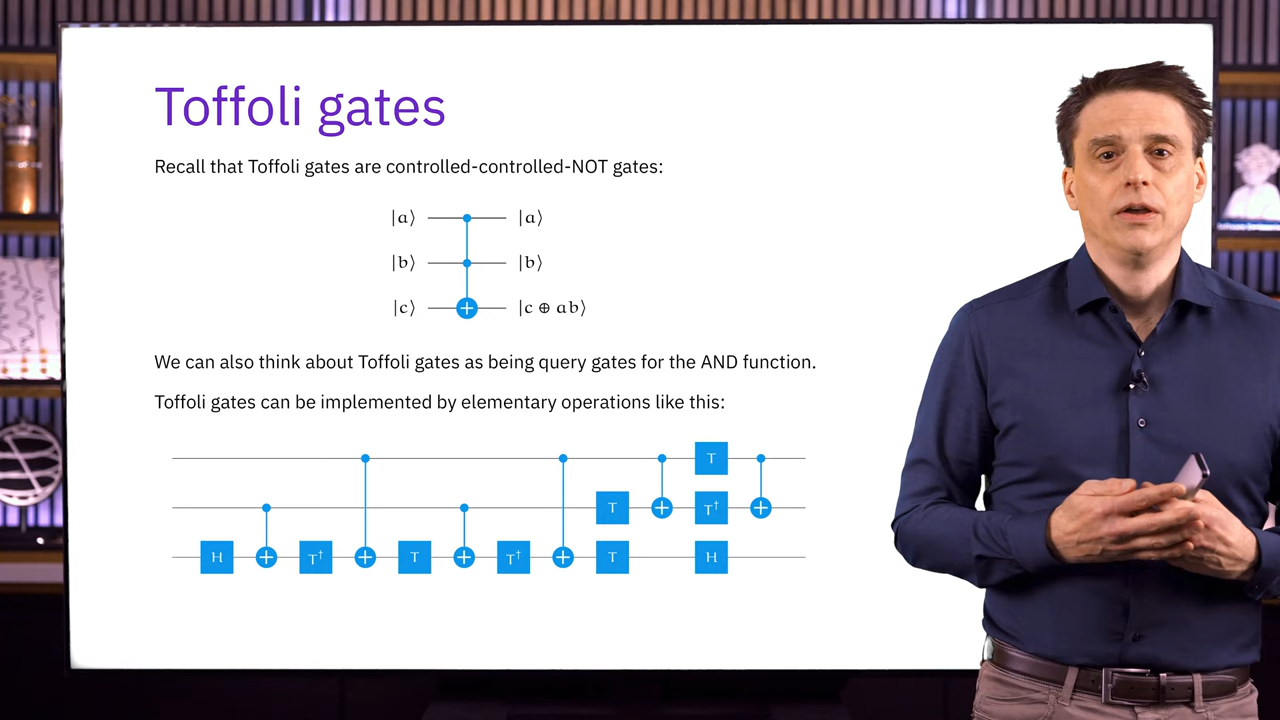 Toffoli gates
Recall that Toffoli gates are controlled-controlled-NOT gates:
|a⟩ |a⟩
|b⟩ |b⟩
|c⟩ |c ⊕ ab⟩
We can also think about Toffoli gates as being query gates for the AND function.
Toffoli gates can be implemented by elementary operations like this:
T
T T†
H T† T T† T H